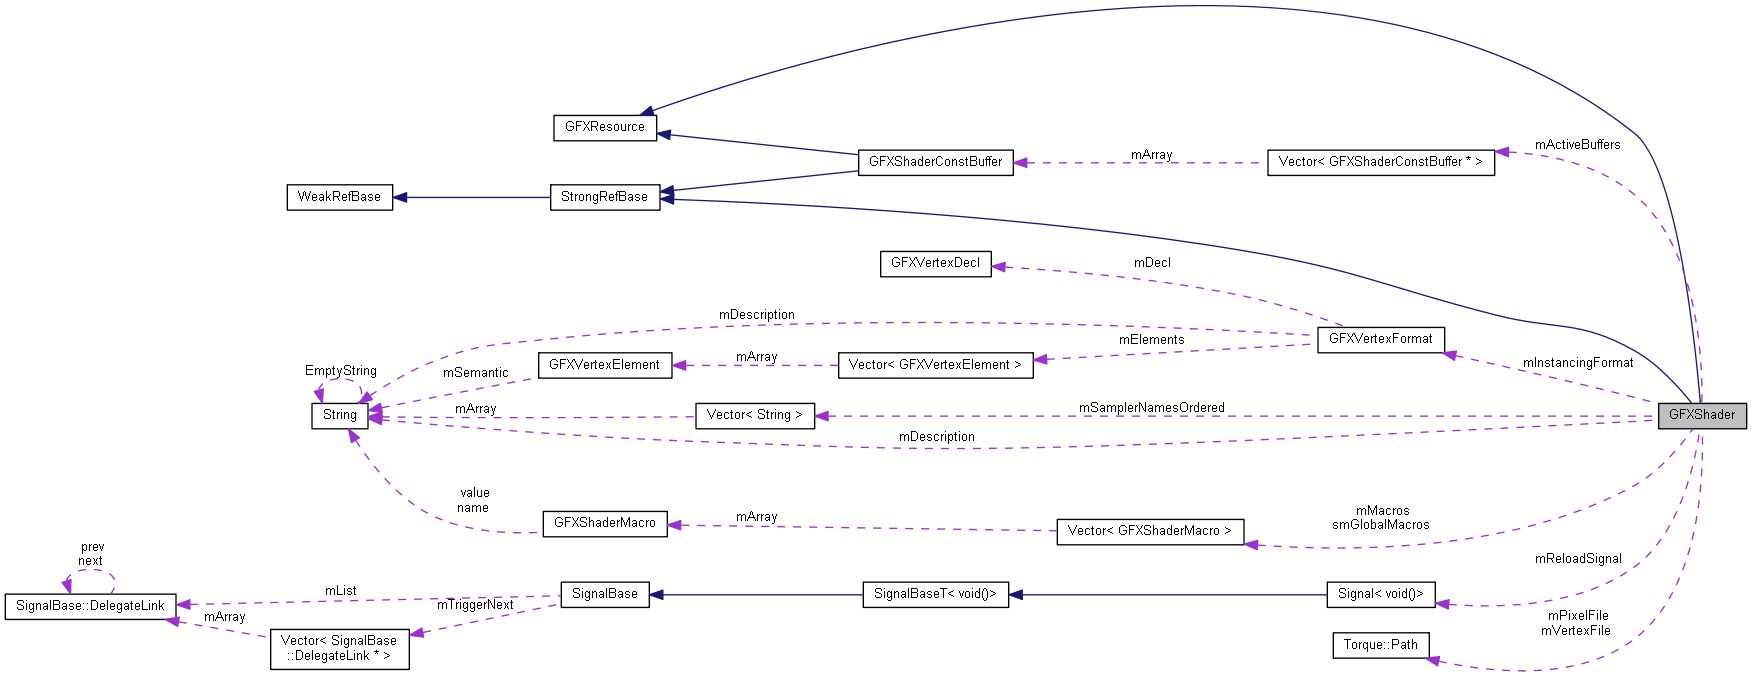 GFXResource
mActiveBuffers
mArray
GFXShaderConstBuffer
Vector< GFXShaderConstBuffer * >
WeakRefBase
StrongRefBase
GFXVertexDecl
mDecl
mDescription
GFXVertexFormat
mElements
EmptyString
mSemantic
GFXVertexElement
mArray
Vector< GFXVertexElement >
mInstancingFormat
String
mArray
Vector< String >
mSamplerNamesOrdered
GFXShader
mDescription
value
name
GFXShaderMacro
mArray
Vector< GFXShaderMacro >
mMacros
smGlobalMacros
prev
next
mReloadSignal
SignalBase::DelegateLink
mList
SignalBase
SignalBaseT< void()>
Signal< void()>
mTriggerNext
mArray
Vector< SignalBase
::DelegateLink * >
mPixelFile
mVertexFile
Torque::Path